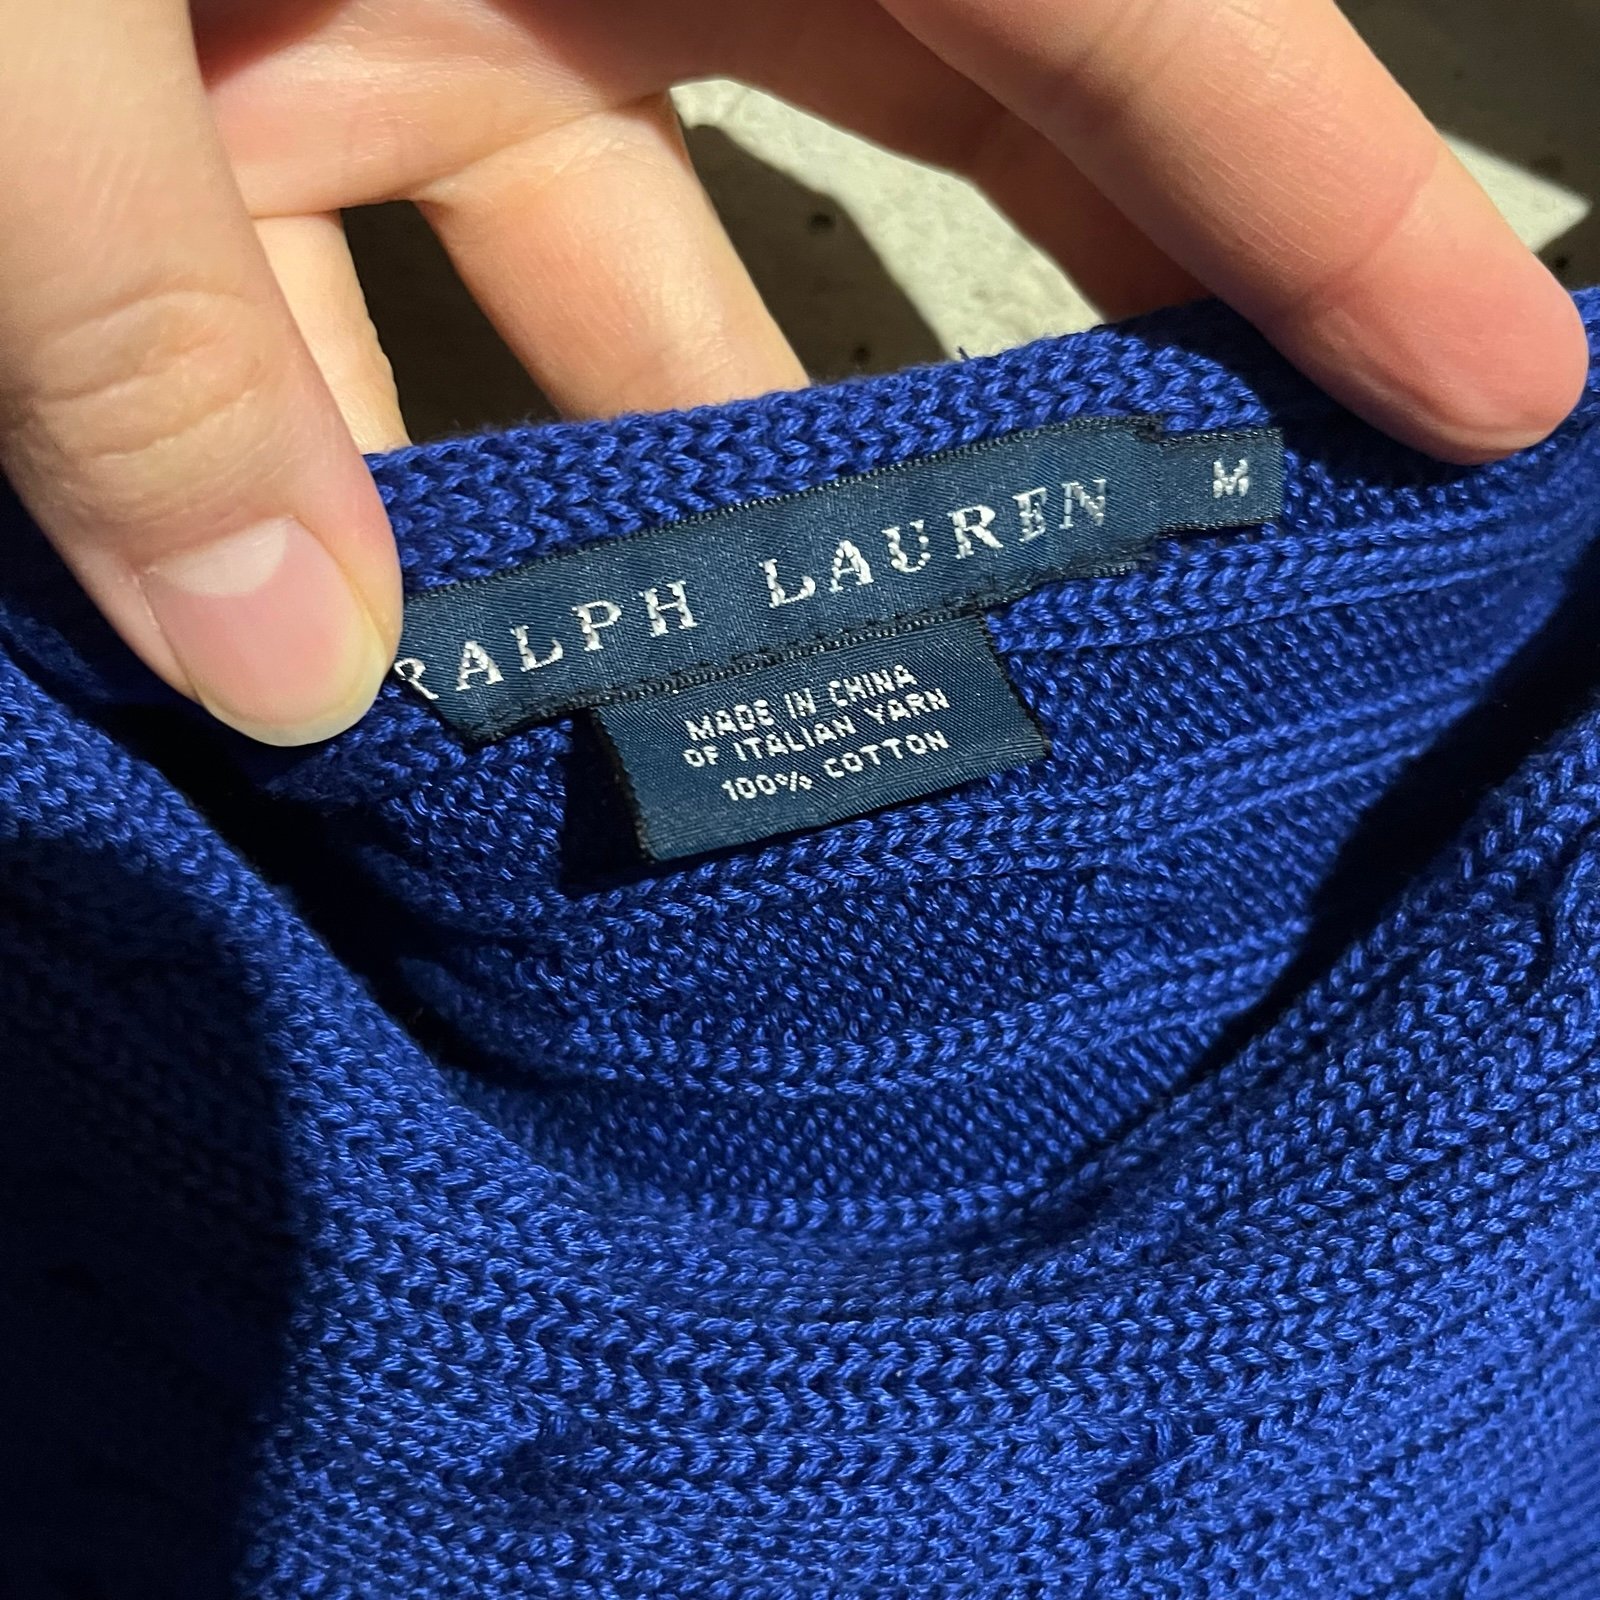 RALPH LAUREN M
MADE IN CHINA
OF ITALIAN YARN
100% COTTON